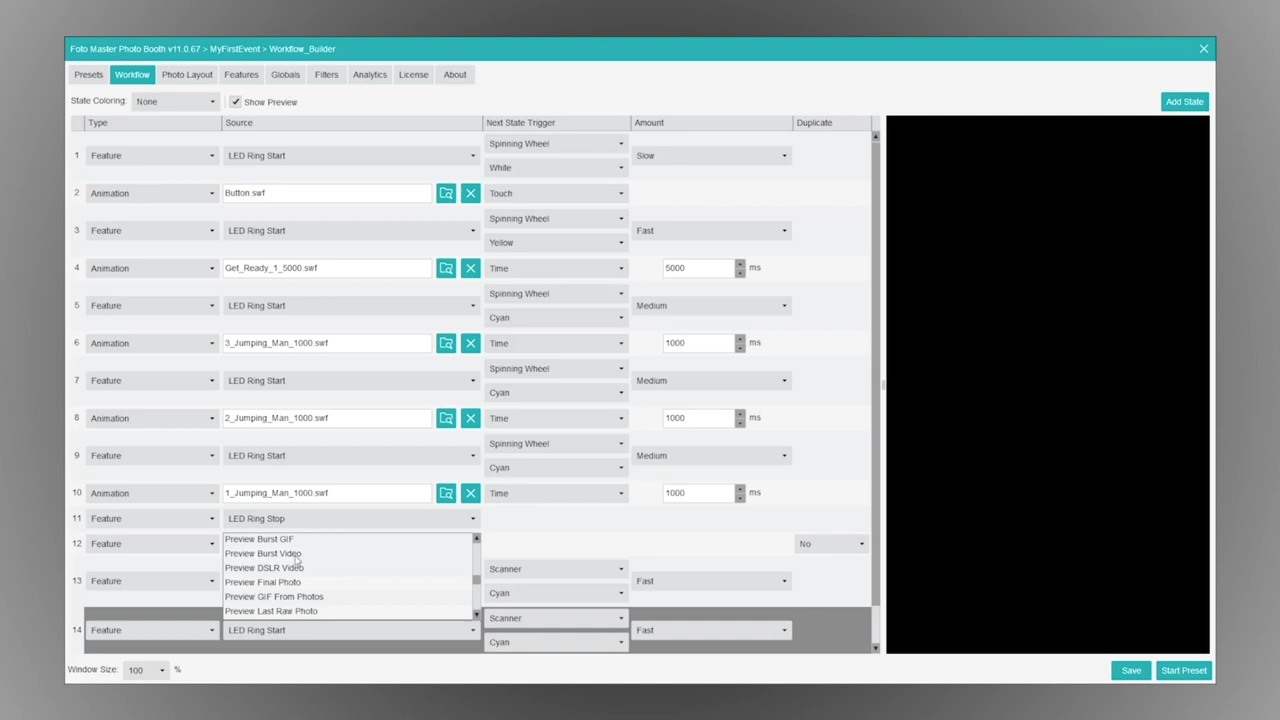 Foto Master Photo Booth v11.0.67 > MyFirstEvent > Workflow_Builder
Presets Workflow Photo Layout Features Globals Filters Analytics License About
State Coloring: None Show Preview Add State
Type Source Next State Trigger Amount Duplicate
1 Feature LED Ring Start Spinning Wheel Slow
White
2 Animation Button.swf Touch
3 Feature LED Ring Start Spinning Wheel Fast
Yellow
4 Animation Get_Ready_1_5000.swf Time 5000 ms
5 Feature LED Ring Start Spinning Wheel Medium
Cyan
6 Animation 3_Jumping_Man_1000.swf Time 1000 ms
7 Feature LED Ring Start Spinning Wheel Medium
Cyan
8 Animation 2_Jumping_Man_1000.swf Time 1000 ms
9 Feature LED Ring Start Spinning Wheel Medium
Cyan
10 Animation 1_Jumping_Man_1000.swf Time 1000 ms
11 Feature LED Ring Stop
12 Feature No
Preview Burst GIF
Preview Burst Video
Preview DSLR Video
Preview Final Photo
Preview GIF From Photos
Preview Last Raw Photo
13 Feature Scanner Fast
Cyan
14 Feature LED Ring Start Scanner Fast
Cyan
Window Size: 100 % Save Start Preset